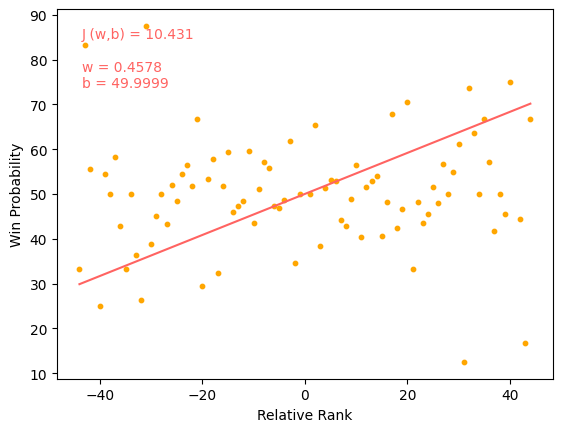 90
J (w,b) = 10.431
80
w = 0.4578
b = 49.9999
70
60
50
40
30
20
10
Win Probability
−40 −20 0 20 40
Relative Rank